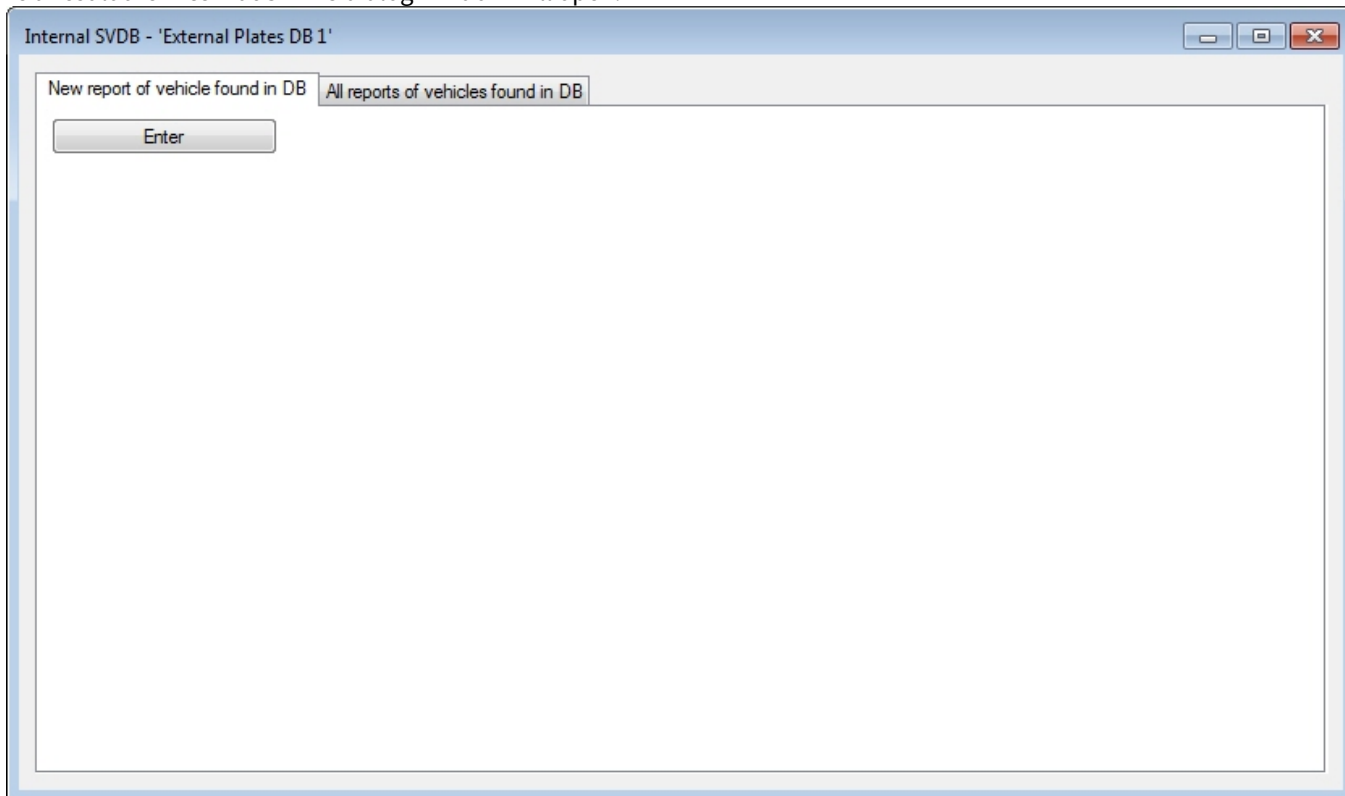 Internal SVDB - 'External Plates DB 1'
New report of vehicle found in DB
All reports of vehicles found in DB
Enter